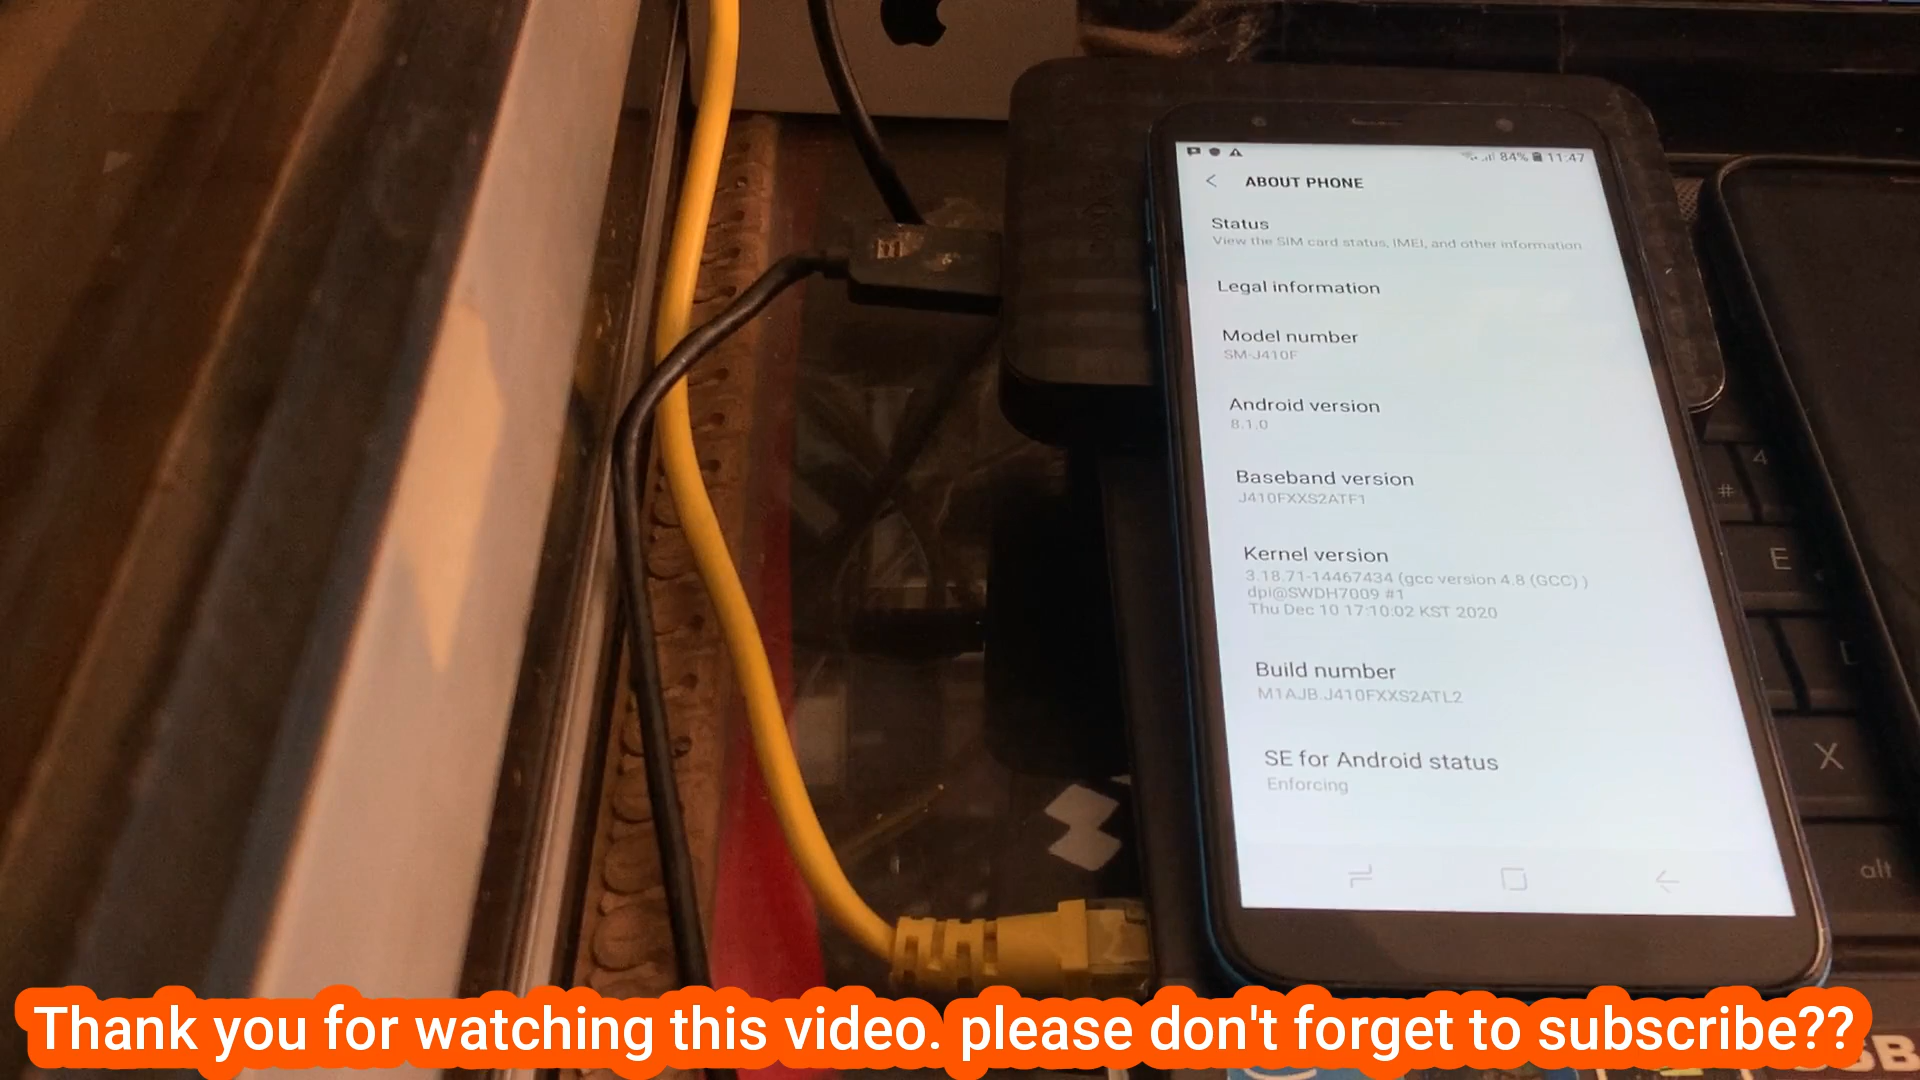 84% 11:47
ABOUT PHONE
Status
View the SIM card status, IMEI, and other information
Legal information
Model number
SM-J410F
Android version
8.1.0
Baseband version
J410FXXS2ATF1
Kernel version
3.18.71-14467434 (gcc version 4.8 (GCC) )
dpi@SWDH7009 #1
Thu Dec 10 17:10:02 KST 2020
Build number
M1AJB.J410FXXS2ATL2
SE for Android status
Enforcing
4
#
E
X
alt
Thank you for watching this video. please don't forget to subscribe??